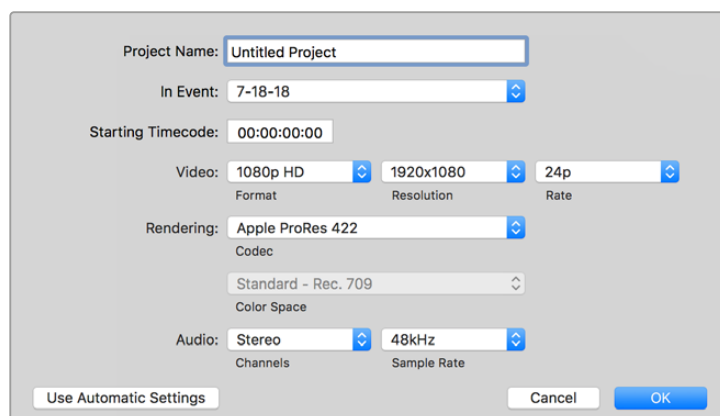 Project Name: Untitled Project
In Event: 7-18-18
Starting Timecode: 00:00:00:00
Video: 1080p HD 1920x1080 24p
Format Resolution Rate
Rendering: Apple ProRes 422
Codec
Standard - Rec. 709
Color Space
Audio: Stereo 48kHz
Channels Sample Rate
Use Automatic Settings Cancel OK